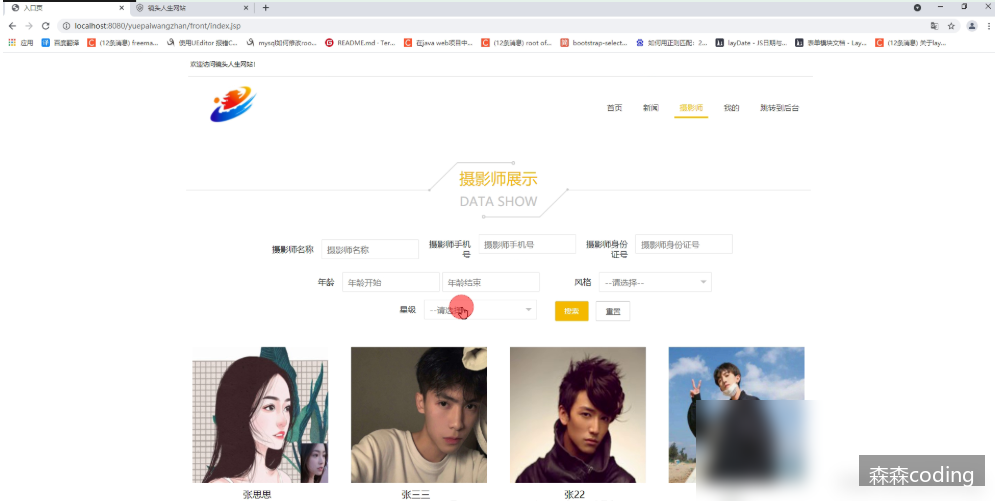 入口页 镜头人生网站
localhost:8080/yuepaiwangzhan/front/index.jsp
应用 百度翻译 (12条消息) freema... 使用UEditor 报错C... mysql如何修改roo... README.md · Ter... 在java web项目中... (12条消息) root of... bootstrap-select... 如何用正则匹配：2... layDate - JS日期与... 表单模块文档 - Lay... (12条消息) 关于lay...
欢迎访问镜头人生网站!
首页 新闻 摄影师 我的 跳转到后台
摄影师展示
DATA SHOW
摄影师名称 摄影师名称 摄影师手机号 摄影师手机号 摄影师身份证号 摄影师身份证号
年龄 年龄开始 年龄结束 风格 --请选择--
星级 --请选 搜索 重置
张思思 张三三 张22
森森coding